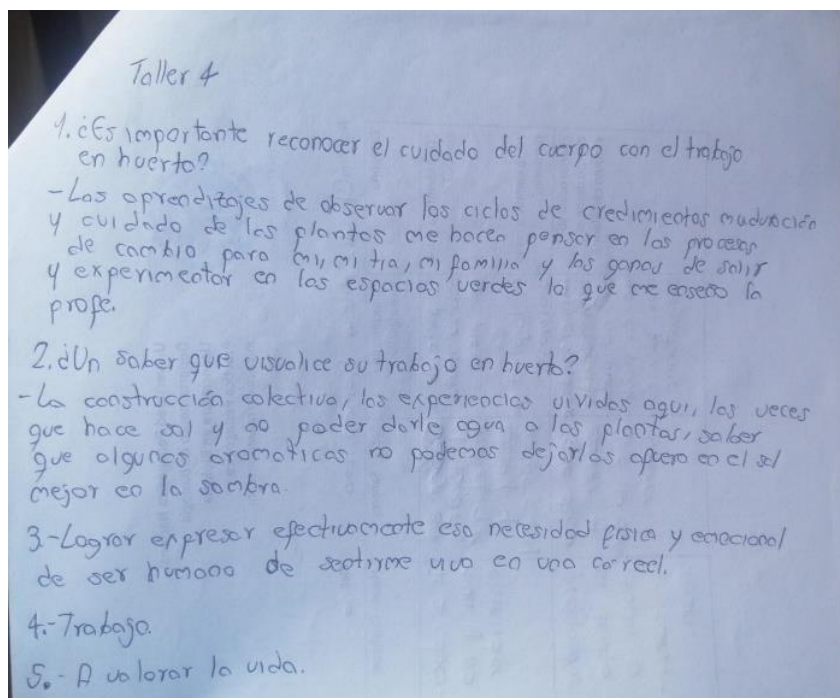 Taller 4
1. ¿Es importante reconocer el cuidado del cuerpo con el trabajo
en huerto?
-Los aprendizajes de observar los ciclos de credimientos maduración
y cuidado de las plantas me hacen penser en los procesos
de cambio para mi, mi tia, mi familia y las ganas de salir
y experimentar en los espacios verdes lo que me enseño la
profe.
2. ¿Un saber que visualice su trabajo en huerto?
-La construcción colectiva, las experiencias vividas aqui, las veces
que hace sol y no poder darle agua a las plantas, saber
que algunas aromaticas no podemos dejarlas afuera en el sol
mejor en la sombra.
3-Lograr expresar efectivamente esa necesidad fisica y emocional
de ser humano de sentirme vivo en una carcel.
4.-Trabajo.
5.- A valorar la vida.